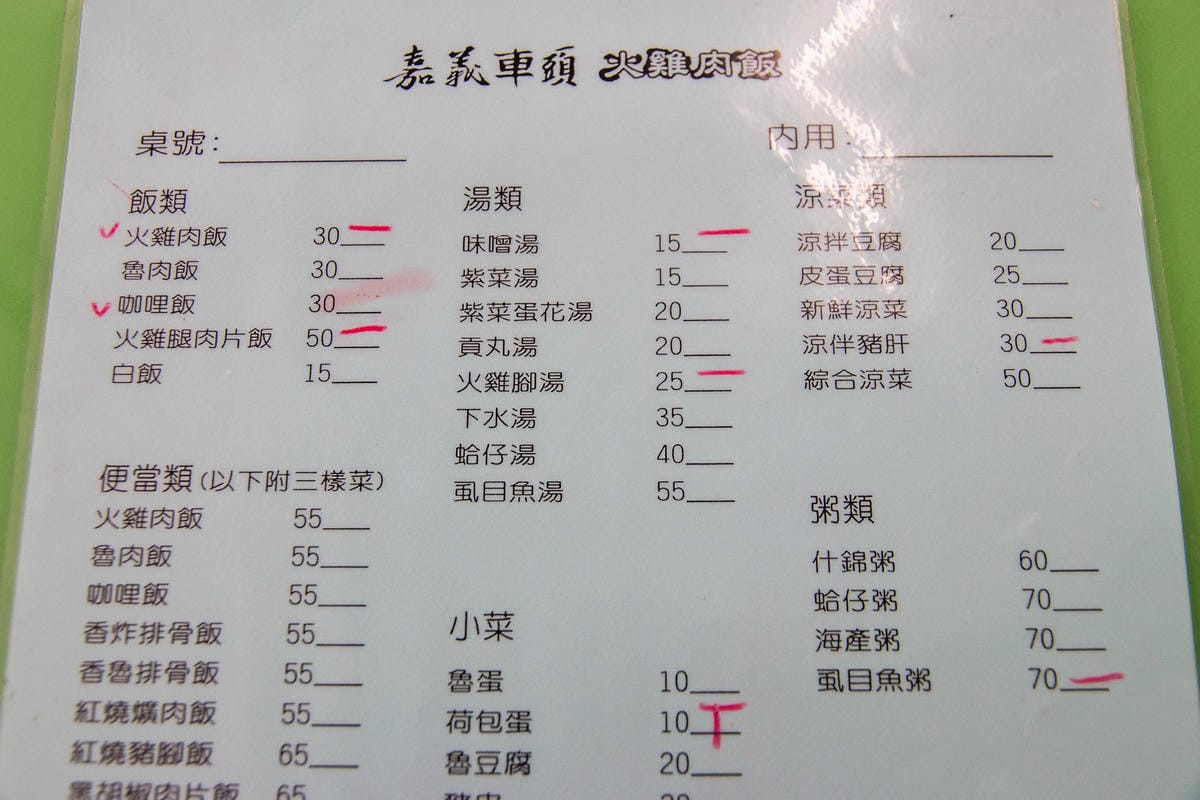 嘉義車頭 火雞肉飯
桌號：
內用：
飯類
火雞肉飯 30
魯肉飯 30
咖哩飯 30
火雞腿肉片飯 50
白飯 15
便當類(以下附三樣菜)
火雞肉飯 55
魯肉飯 55
咖哩飯 55
香炸排骨飯 55
香魯排骨飯 55
紅燒爌肉飯 55
紅燒豬腳飯 65
黑胡椒肉片飯 65
湯類
味噌湯 15
紫菜湯 15
紫菜蛋花湯 20
貢丸湯 20
火雞腳湯 25
下水湯 35
蛤仔湯 40
虱目魚湯 55
小菜
魯蛋 10
荷包蛋 10
魯豆腐 20
涼菜類
涼拌豆腐 20
皮蛋豆腐 25
新鮮涼菜 30
涼伴豬肝 30
綜合涼菜 50
粥類
什錦粥 60
蛤仔粥 70
海產粥 70
虱目魚粥 70